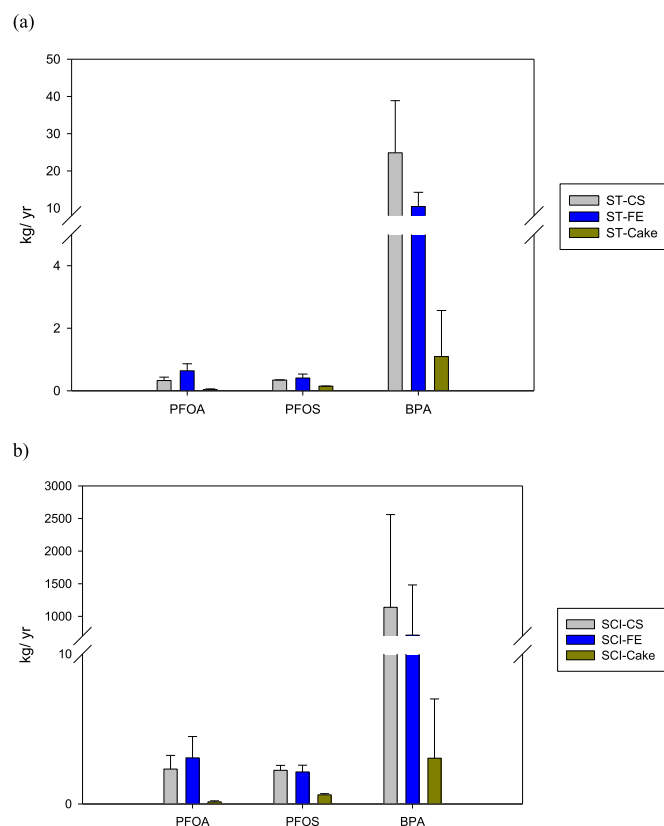 (a)
50
40
30
20
10
4
2
0
kg/ yr
PFOA PFOS BPA
ST-CS
ST-FE
ST-Cake
b)
3000
2500
2000
1500
1000
10
0
kg/ yr
PFOA PFOS BPA
SCI-CS
SCI-FE
SCI-Cake